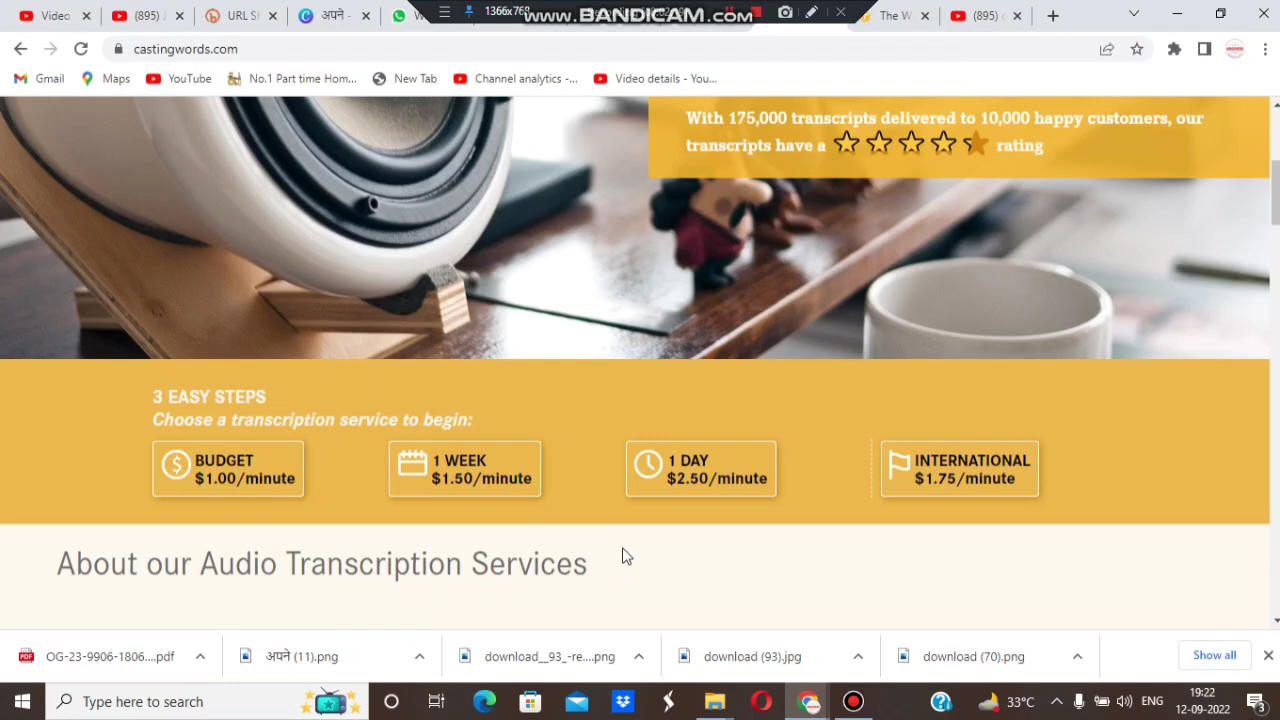 Video
(895)
URL S
अपने -
1366x768
www.BANDICAM.com
The W
(895)
castingwords.com
Gmail
Maps
YouTube
No.1 Part time Hom...
New Tab
Channel analytics -...
Video details - You...
With 175,000 transcripts delivered to 10,000 happy customers, our
transcripts have a rating
3 EASY STEPS
Choose a transcription service to begin:
BUDGET
$1.00/minute
1 WEEK
$1.50/minute
1 DAY
$2.50/minute
INTERNATIONAL
$1.75/minute
About our Audio Transcription Services
OG-23-9906-1806....pdf
अपने (11).png
download__93_-re....png
download (93).jpg
download (70).png
Show all
Type here to search
33°C
ENG
19:22
12-09-2022
3